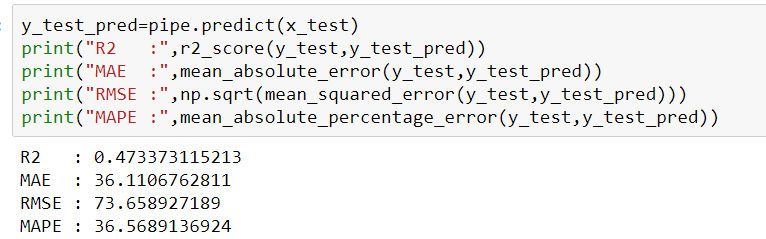 y_test_pred=pipe.predict(x_test)
print("R2   :",r2_score(y_test,y_test_pred))
print("MAE  :",mean_absolute_error(y_test,y_test_pred))
print("RMSE :",np.sqrt(mean_squared_error(y_test,y_test_pred)))
print("MAPE :",mean_absolute_percentage_error(y_test,y_test_pred))
R2   : 0.473373115213
MAE  : 36.1106762811
RMSE : 73.658927189
MAPE : 36.5689136924